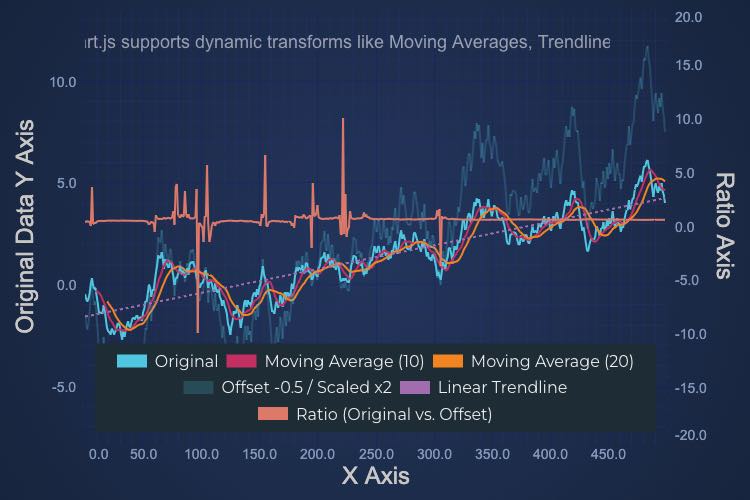 rt.js supports dynamic transforms like Moving Averages, Trendline
20.0
15.0
10.0
10.0
5.0
5.0
0.0
0.0
-5.0
-10.0
-5.0
-15.0
-20.0
Original Data Y Axis
Ratio Axis
Original
Moving Average (10)
Moving Average (20)
Offset -0.5 / Scaled x2
Linear Trendline
Ratio (Original vs. Offset)
0.0 50.0 100.0 150.0 200.0 250.0 300.0 350.0 400.0 450.0
X Axis